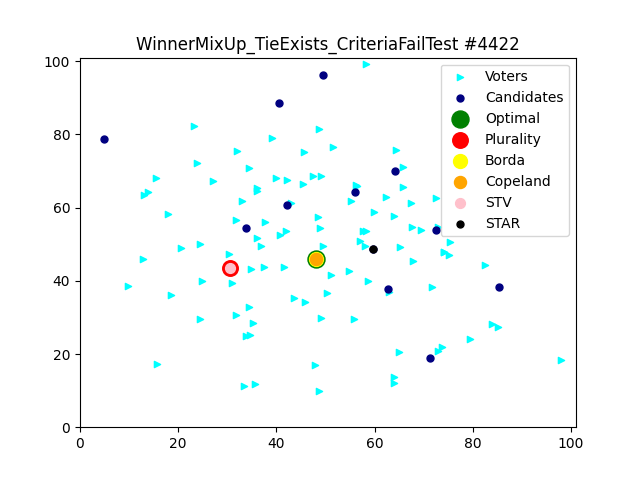 WinnerMixUp_TieExists_CriteriaFailTest #4422
100
80
60
40
20
0
0
20
40
60
80
100
Voters
Candidates
Optimal
Plurality
Borda
Copeland
STV
STAR